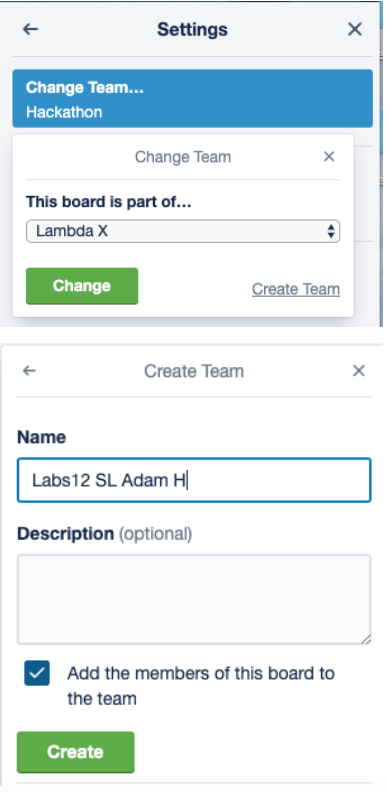 Settings
Change Team...
Hackathon
Change Team
This board is part of...
Lambda X
Change
Create Team
Create Team
Name
Labs12 SL Adam H
Description (optional)
Add the members of this board to
the team
Create